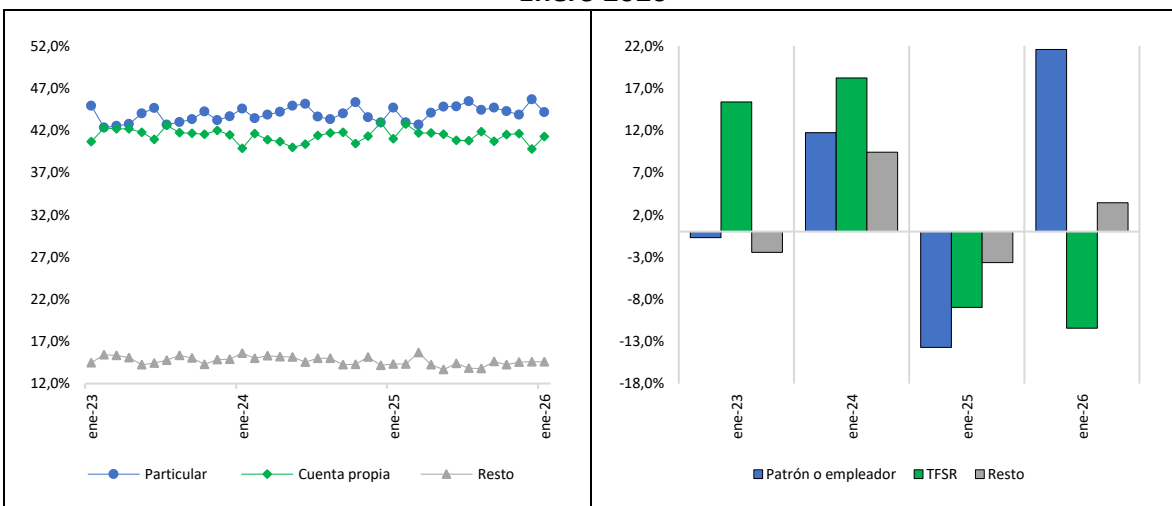 52,0%
47,0%
42,0%
37,0%
32,0%
27,0%
22,0%
17,0%
12,0%
ene-23
ene-24
ene-25
ene-26
Particular
Cuenta propia
Resto
22,0%
12,0%
7,0%
2,0%
-3,0%
-8,0%
-13,0%
-18,0%
ene-23
ene-24
ene-25
ene-26
Patrón o empleador
TFSR
Resto